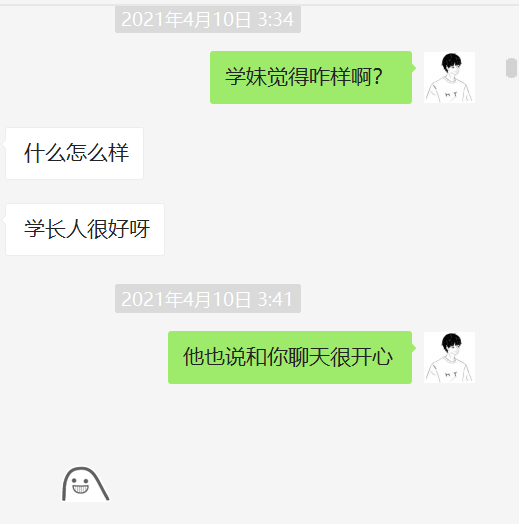 2021年4月10日 3:34
学妹觉得咋样啊？
什么怎么样
学长人很好呀
2021年4月10日 3:41
他也说和你聊天很开心